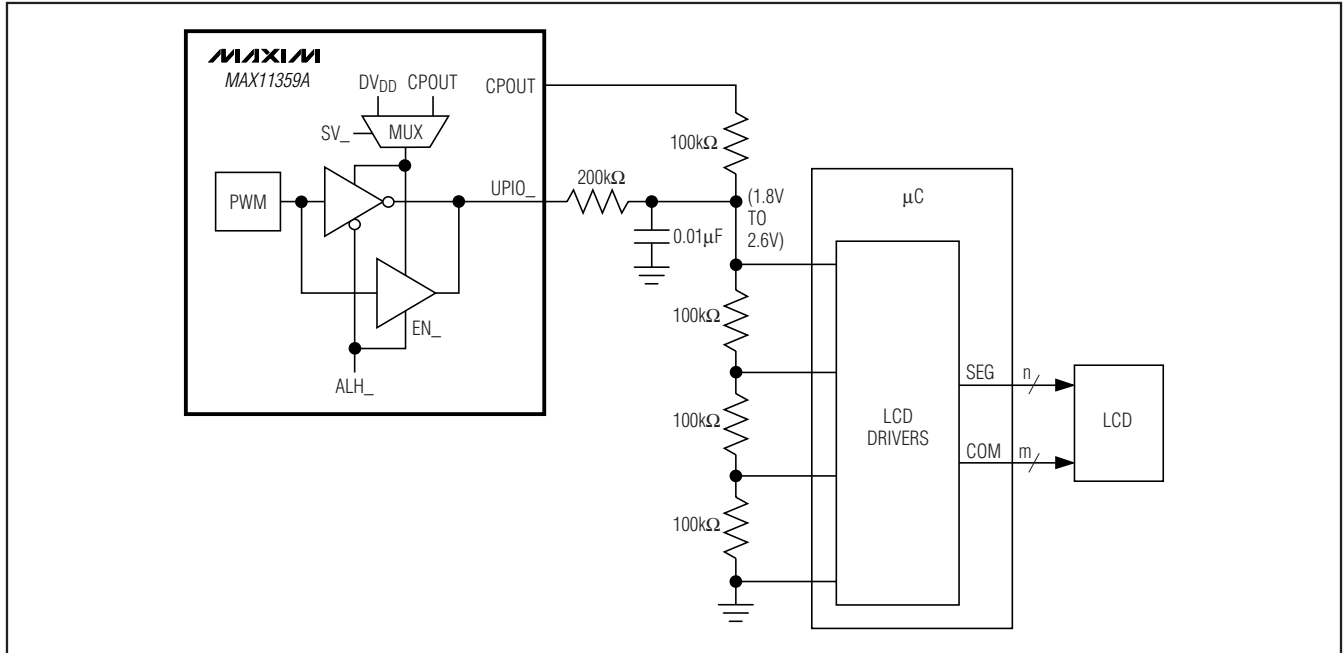 MAXIM
MAX11359A
DVDD CPOUT
CPOUT
SV_
MUX
PWM
UPIO_
EN_
ALH_
200kΩ
0.01µF
100kΩ
(1.8V
TO
2.6V)
100kΩ
100kΩ
100kΩ
µC
LCD
DRIVERS
SEG n
COM m
LCD